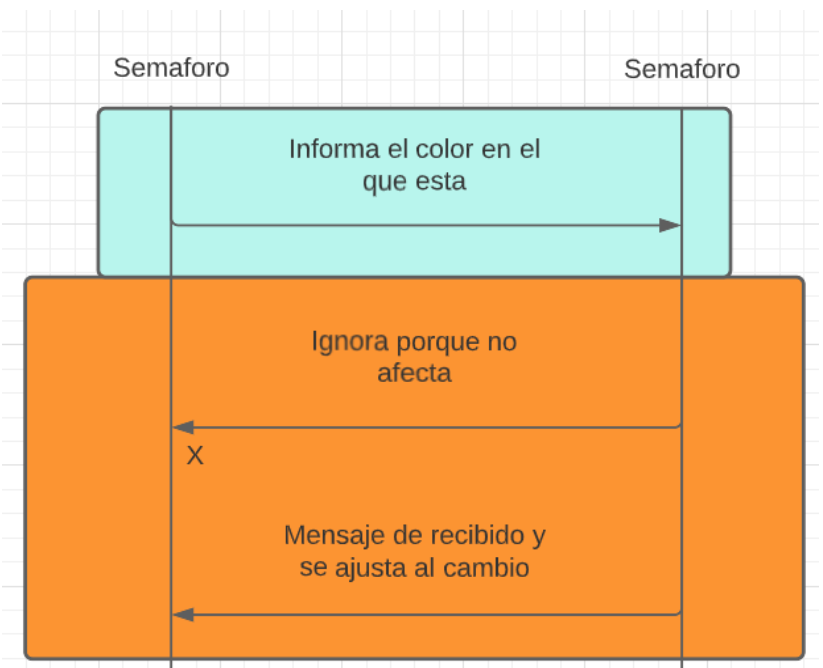 Semaforo
Semaforo
Informa el color en el
que esta
Ignora porque no
afecta
X
Mensaje de recibido y
se ajusta al cambio